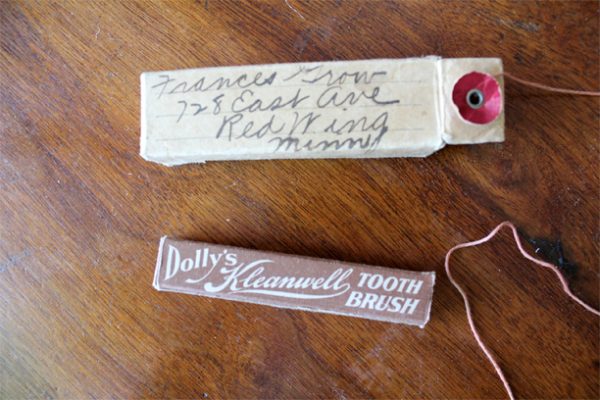 Frances Grow
728 East Ave
Red Wing
Minn
Dolly's Kleanwell TOOTH
BRUSH